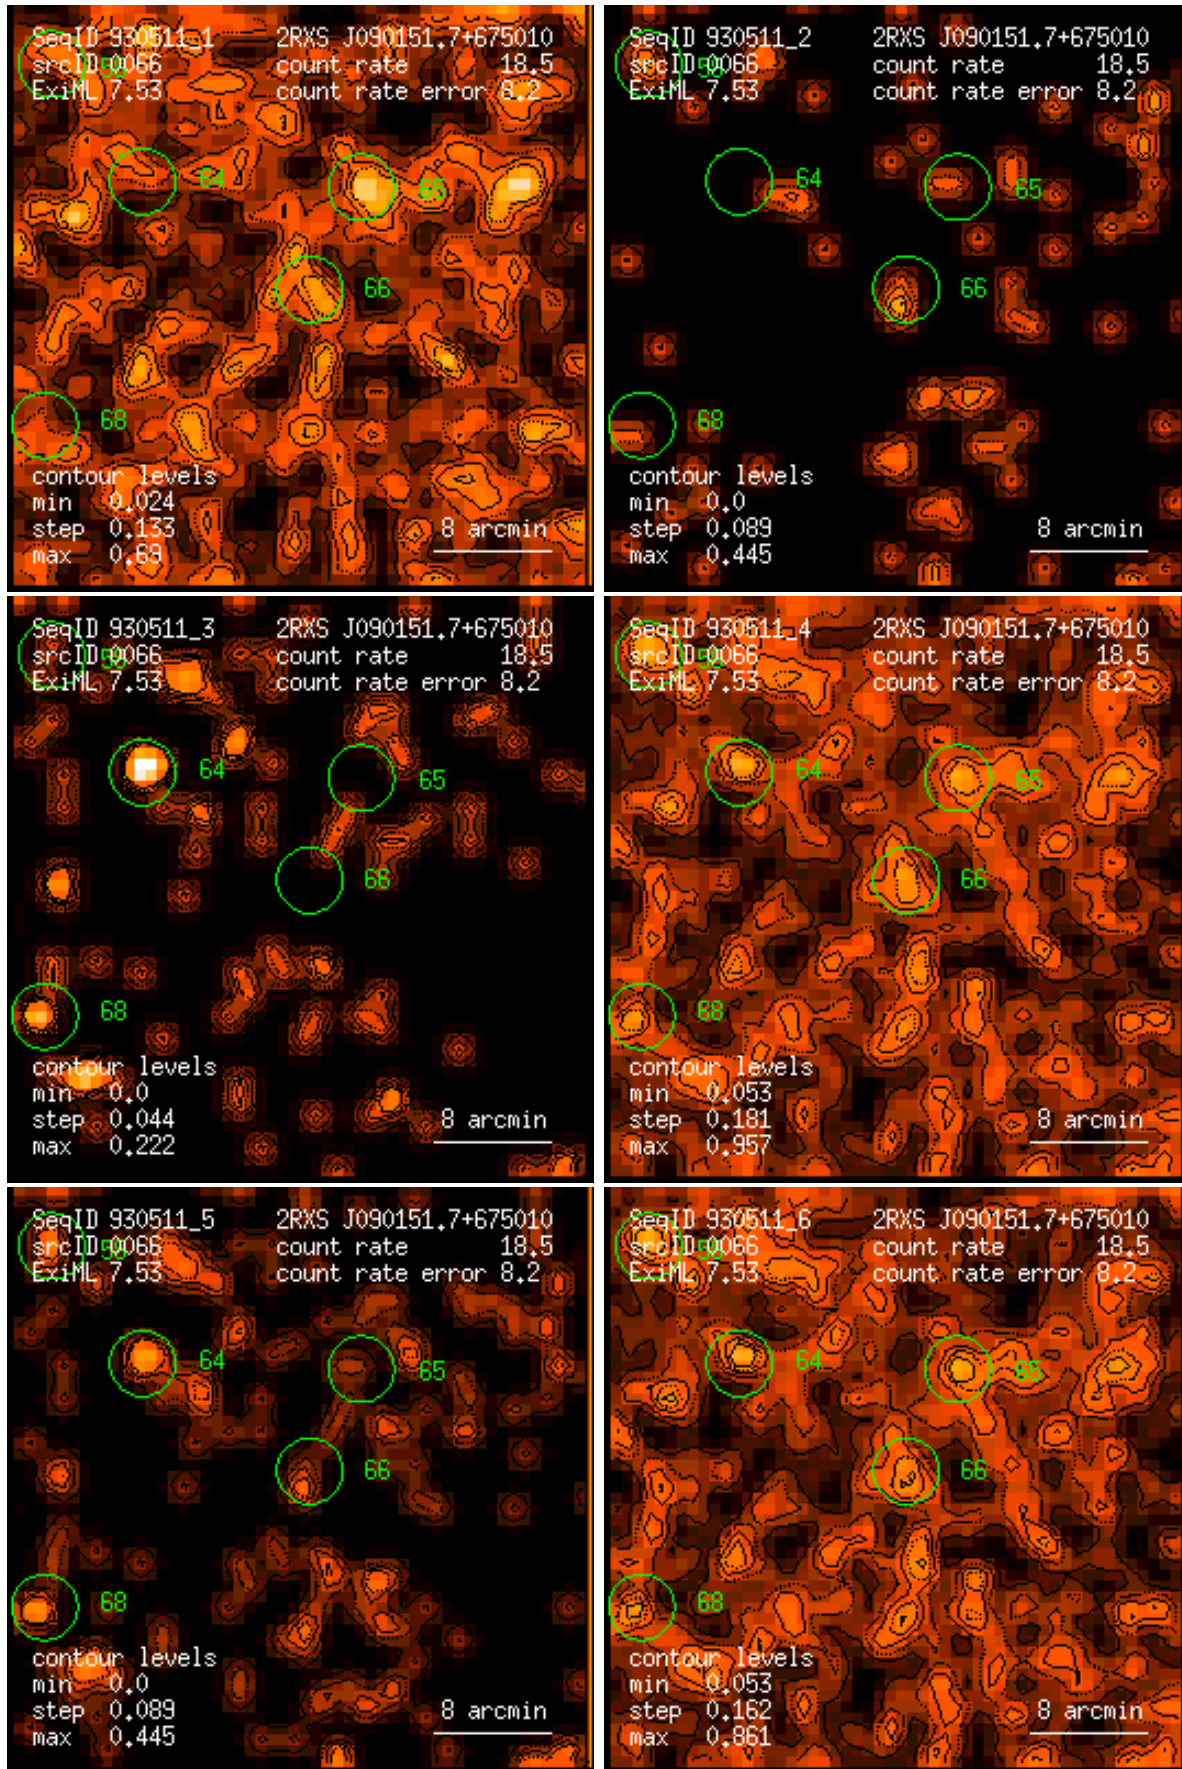 SeqID 930511_1 2RXS J090151.7+675010
srcID 0066 count rate 18.5
ExiML 7.53 count rate error 8.2
64
65
66
68
contour levels
min 0.024
step 0.133 8 arcmin
max 0.69
SeqID 930511_2 2RXS J090151.7+675010
srcID 0066 count rate 18.5
ExiML 7.53 count rate error 8.2
64
65
66
68
contour levels
min 0.0
step 0.089 8 arcmin
max 0.445
SeqID 930511_3 2RXS J090151.7+675010
srcID 0066 count rate 18.5
ExiML 7.53 count rate error 8.2
64
65
66
68
contour levels
min 0.0
step 0.044 8 arcmin
max 0.222
SeqID 930511_4 2RXS J090151.7+675010
srcID 0066 count rate 18.5
ExiML 7.53 count rate error 8.2
64
65
66
68
contour levels
min 0.053
step 0.181 8 arcmin
max 0.957
SeqID 930511_5 2RXS J090151.7+675010
srcID 0066 count rate 18.5
ExiML 7.53 count rate error 8.2
64
65
66
68
contour levels
min 0.0
step 0.089 8 arcmin
max 0.445
SeqID 930511_6 2RXS J090151.7+675010
srcID 0066 count rate 18.5
ExiML 7.53 count rate error 8.2
64
65
66
68
contour levels
min 0.053
step 0.162 8 arcmin
max 0.861